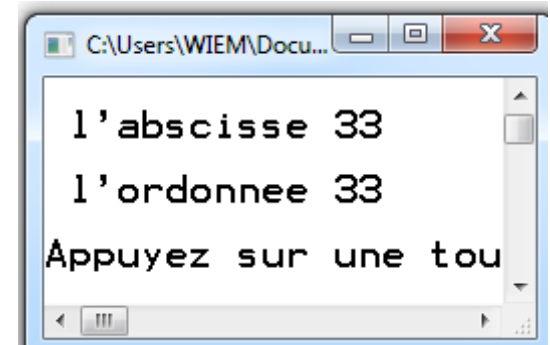 C:\Users\WIEM\Docu...
l'abscisse 33
l'ordonnee 33
Appuyez sur une tou